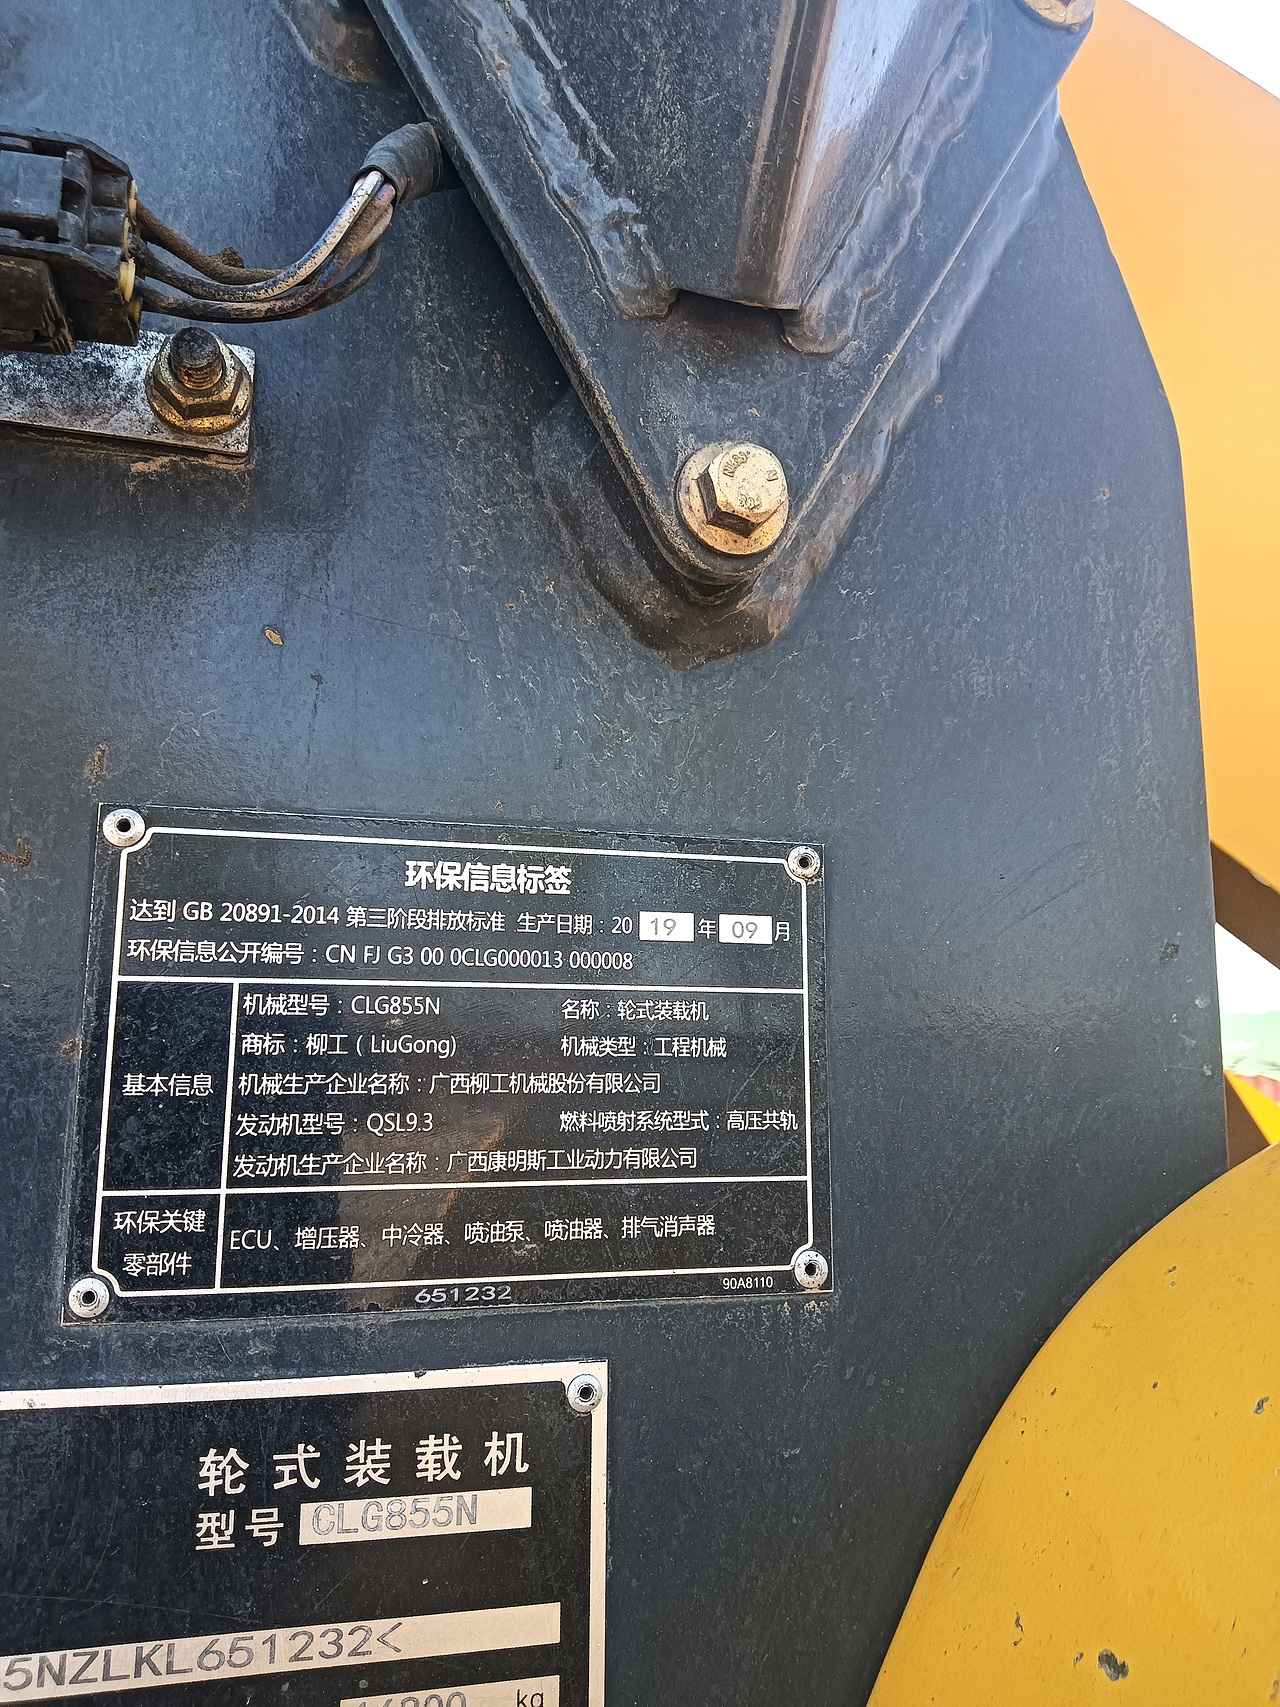 环保信息标签
达到 GB 20891-2014 第三阶段排放标准 生产日期：20 19 年 09 月
环保信息公开编号：CN FJ G3 00 0CLG000013 000008
基本信息
机械型号：CLG855N 名称：轮式装载机
商标：柳工（LiuGong) 机械类型：工程机械
机械生产企业名称：广西柳工机械股份有限公司
发动机型号：QSL9.3 燃料喷射系统型式：高压共轨
发动机生产企业名称：广西康明斯工业动力有限公司
环保关键
零部件
ECU、增压器、中冷器、喷油泵、喷油器、排气消声器
651232
90A8110
轮式装载机
型号 CLG855N
5NZLKL651232<
kg